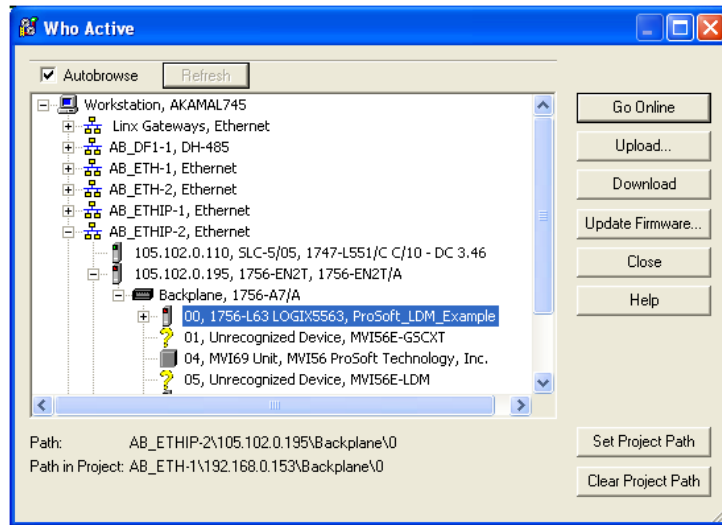 Who Active
Autobrowse
Refresh
Workstation, AKAMAL745
Linx Gateways, Ethernet
AB_DF1-1, DH-485
AB_ETH-1, Ethernet
AB_ETH-2, Ethernet
AB_ETHIP-1, Ethernet
AB_ETHIP-2, Ethernet
105.102.0.110, SLC-5/05, 1747-L551/C C/10 - DC 3.46
105.102.0.195, 1756-EN2T, 1756-EN2T/A
Backplane, 1756-A7/A
00, 1756-L63 LOGIX5563, ProSoft_LDM_Example
01, Unrecognized Device, MVI56E-GSCXT
04, MVI69 Unit, MVI56 ProSoft Technology, Inc.
05, Unrecognized Device, MVI56E-LDM
Go Online
Upload...
Download
Update Firmware...
Close
Help
Path: AB_ETHIP-2\105.102.0.195\Backplane\0
Path in Project: AB_ETH-1\192.168.0.153\Backplane\0
Set Project Path
Clear Project Path